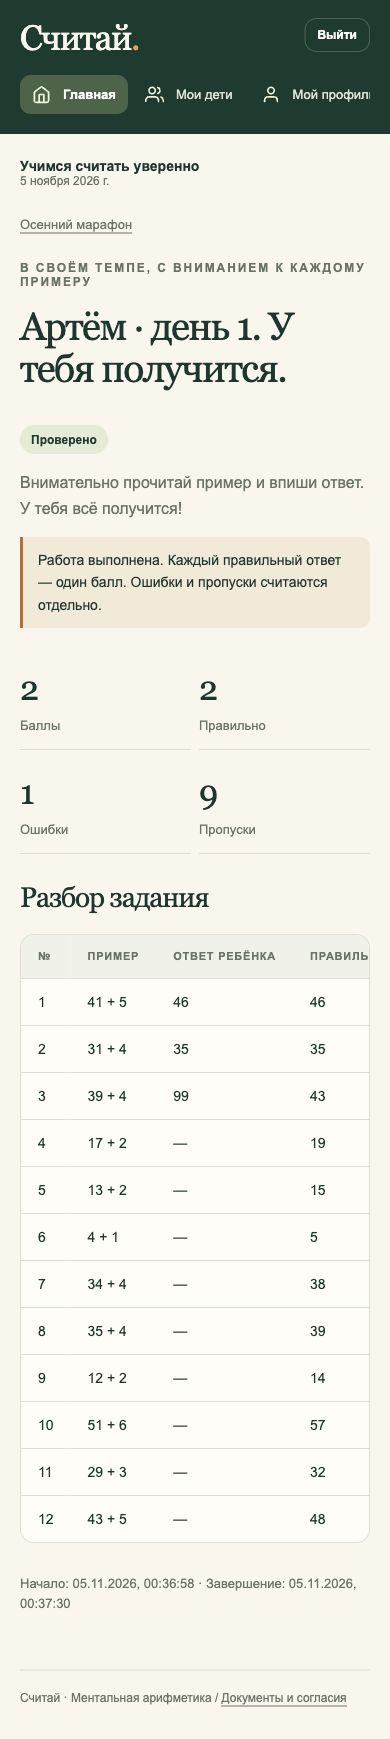 Считай.
Выйти
Главная
Мои дети
Мой профил
Учимся считать уверенно
5 ноября 2026 г.
Осенний марафон
В СВОЁМ ТЕМПЕ, С ВНИМАНИЕМ К КАЖДОМУ
ПРИМЕРУ
Артём · день 1. У
тебя получится.
Проверено
Внимательно прочитай пример и впиши ответ.
У тебя всё получится!
Работа выполнена. Каждый правильный ответ
— один балл. Ошибки и пропуски считаются
отдельно.
2 2
Баллы Правильно
1 9
Ошибки Пропуски
Разбор задания
№ ПРИМЕР ОТВЕТ РЕБЁНКА ПРАВИЛЬ
1 41 + 5 46 46
2 31 + 4 35 35
3 39 + 4 99 43
4 17 + 2 — 19
5 13 + 2 — 15
6 4 + 1 — 5
7 34 + 4 — 38
8 35 + 4 — 39
9 12 + 2 — 14
10 51 + 6 — 57
11 29 + 3 — 32
12 43 + 5 — 48
Начало: 05.11.2026, 00:36:58 · Завершение: 05.11.2026,
00:37:30
Считай · Ментальная арифметика / Документы и согласия